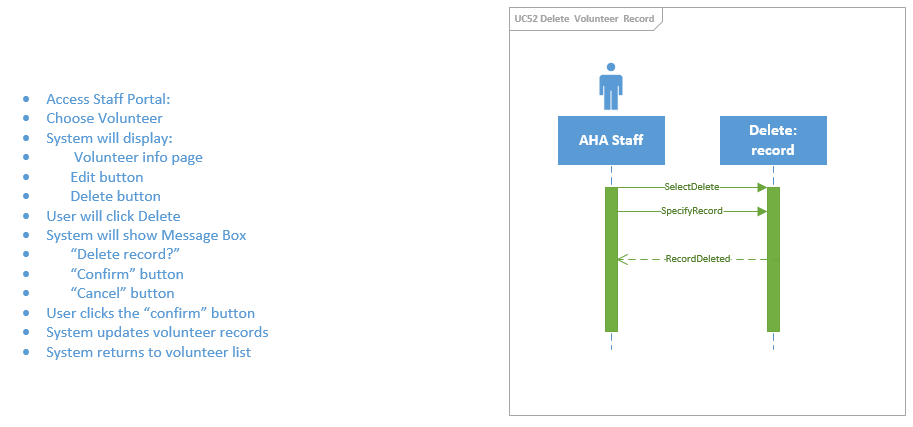 Access Staff Portal:
Choose Volunteer
System will display:
Volunteer info page
Edit button
Delete button
User will click Delete
System will show Message Box
“Delete record?”
“Confirm” button
“Cancel” button
User clicks the “confirm” button
System updates volunteer records
System returns to volunteer list
UC52 Delete Volunteer Record
AHA Staff
Delete:
record
SelectDelete
SpecifyRecord
RecordDeleted